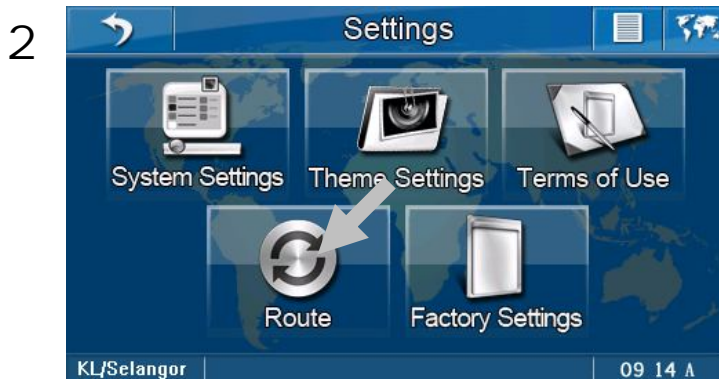 2
Settings
System Settings Theme Settings Terms of Use
Route Factory Settings
KL/Selangor 09 14 A